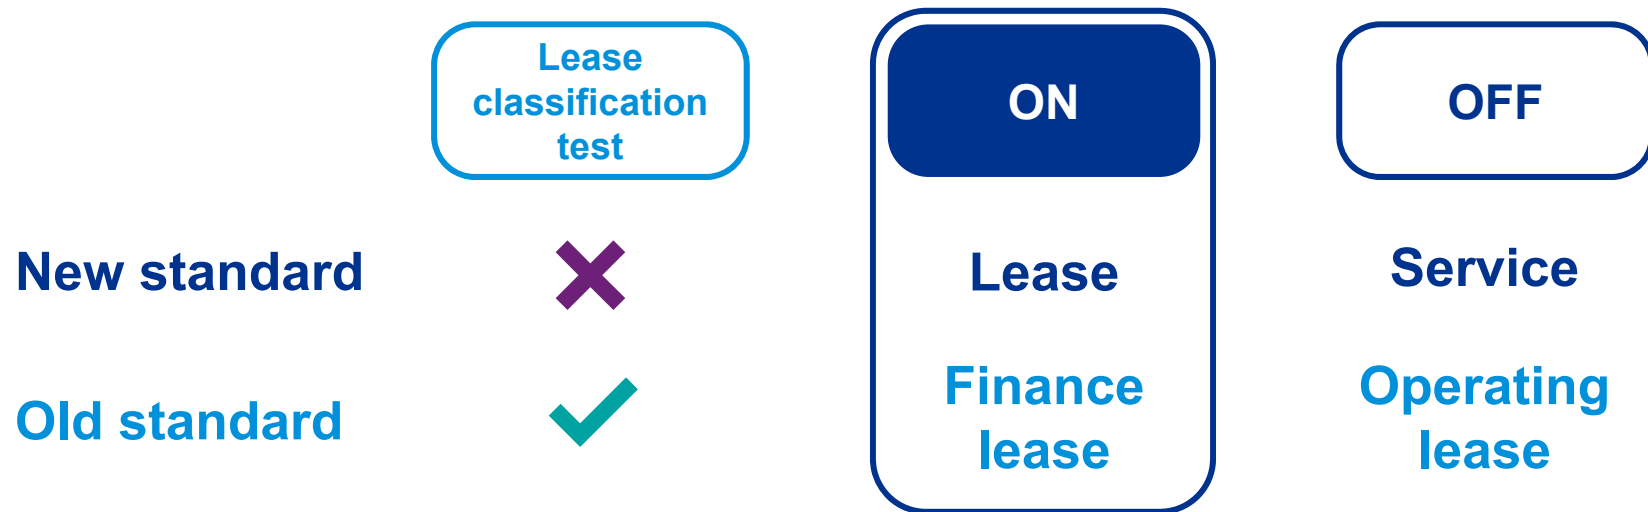 Lease
classification
test
ON
OFF
New standard
Lease
Service
Old standard
Finance
lease
Operating
lease